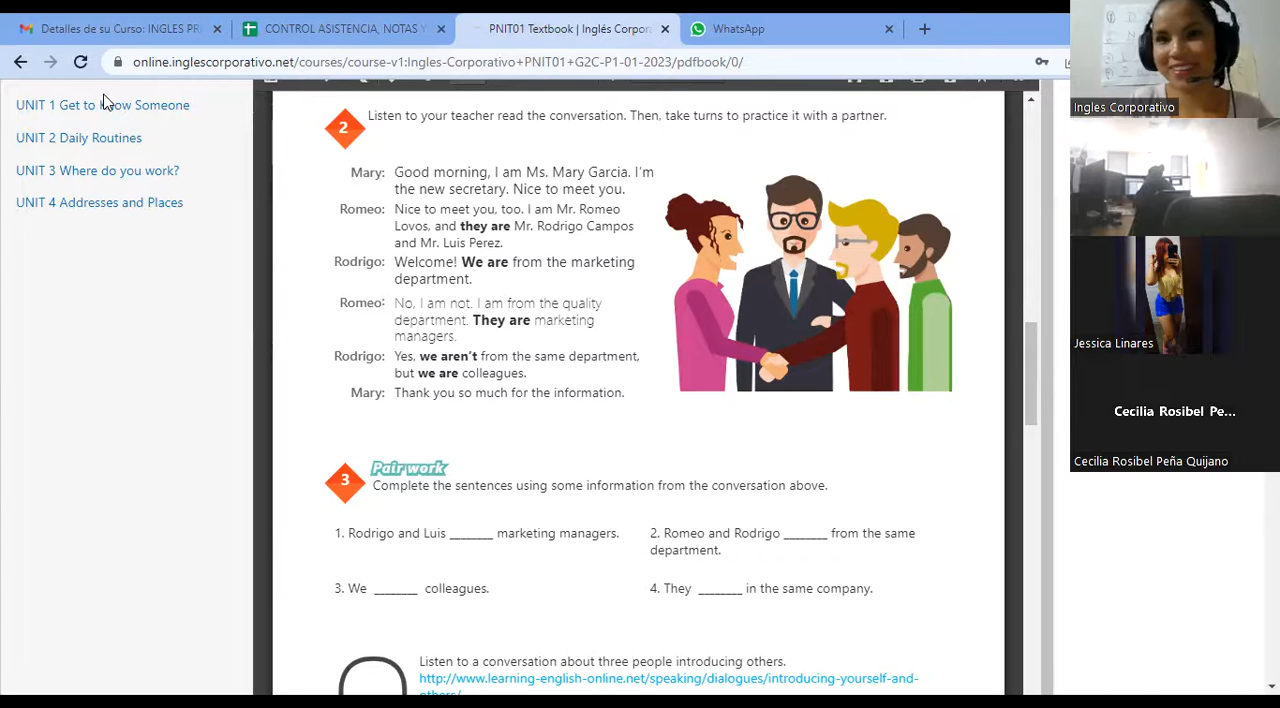 Detalles de su Curso: INGLES PR
CONTROL ASISTENCIA, NOTAS Y
PNIT01 Textbook | Inglés Corpor
WhatsApp
online.inglescorporativo.net/courses/course-v1:Ingles-Corporativo+PNIT01+G2C-P1-01-2023/pdfbook/0/
UNIT 1 Get to Know Someone
UNIT 2 Daily Routines
UNIT 3 Where do you work?
UNIT 4 Addresses and Places
2
Listen to your teacher read the conversation. Then, take turns to practice it with a partner.
Mary: Good morning, I am Ms. Mary Garcia. I'm
the new secretary. Nice to meet you.
Romeo: Nice to meet you, too. I am Mr. Romeo
Lovos, and they are Mr. Rodrigo Campos
and Mr. Luis Perez.
Rodrigo: Welcome! We are from the marketing
department.
Romeo: No, I am not. I am from the quality
department. They are marketing
managers.
Rodrigo: Yes, we aren't from the same department,
but we are colleagues.
Mary: Thank you so much for the information.
3
Pair work
Complete the sentences using some information from the conversation above.
1. Rodrigo and Luis _______ marketing managers.
2. Romeo and Rodrigo _______ from the same
department.
3. We _______ colleagues.
4. They _______ in the same company.
Listen to a conversation about three people introducing others.
http://www.learning-english-online.net/speaking/dialogues/introducing-yourself-and-
others/
Ingles Corporativo
Jessica Linares
Cecilia Rosibel Pe...
Cecilia Rosibel Peña Quijano